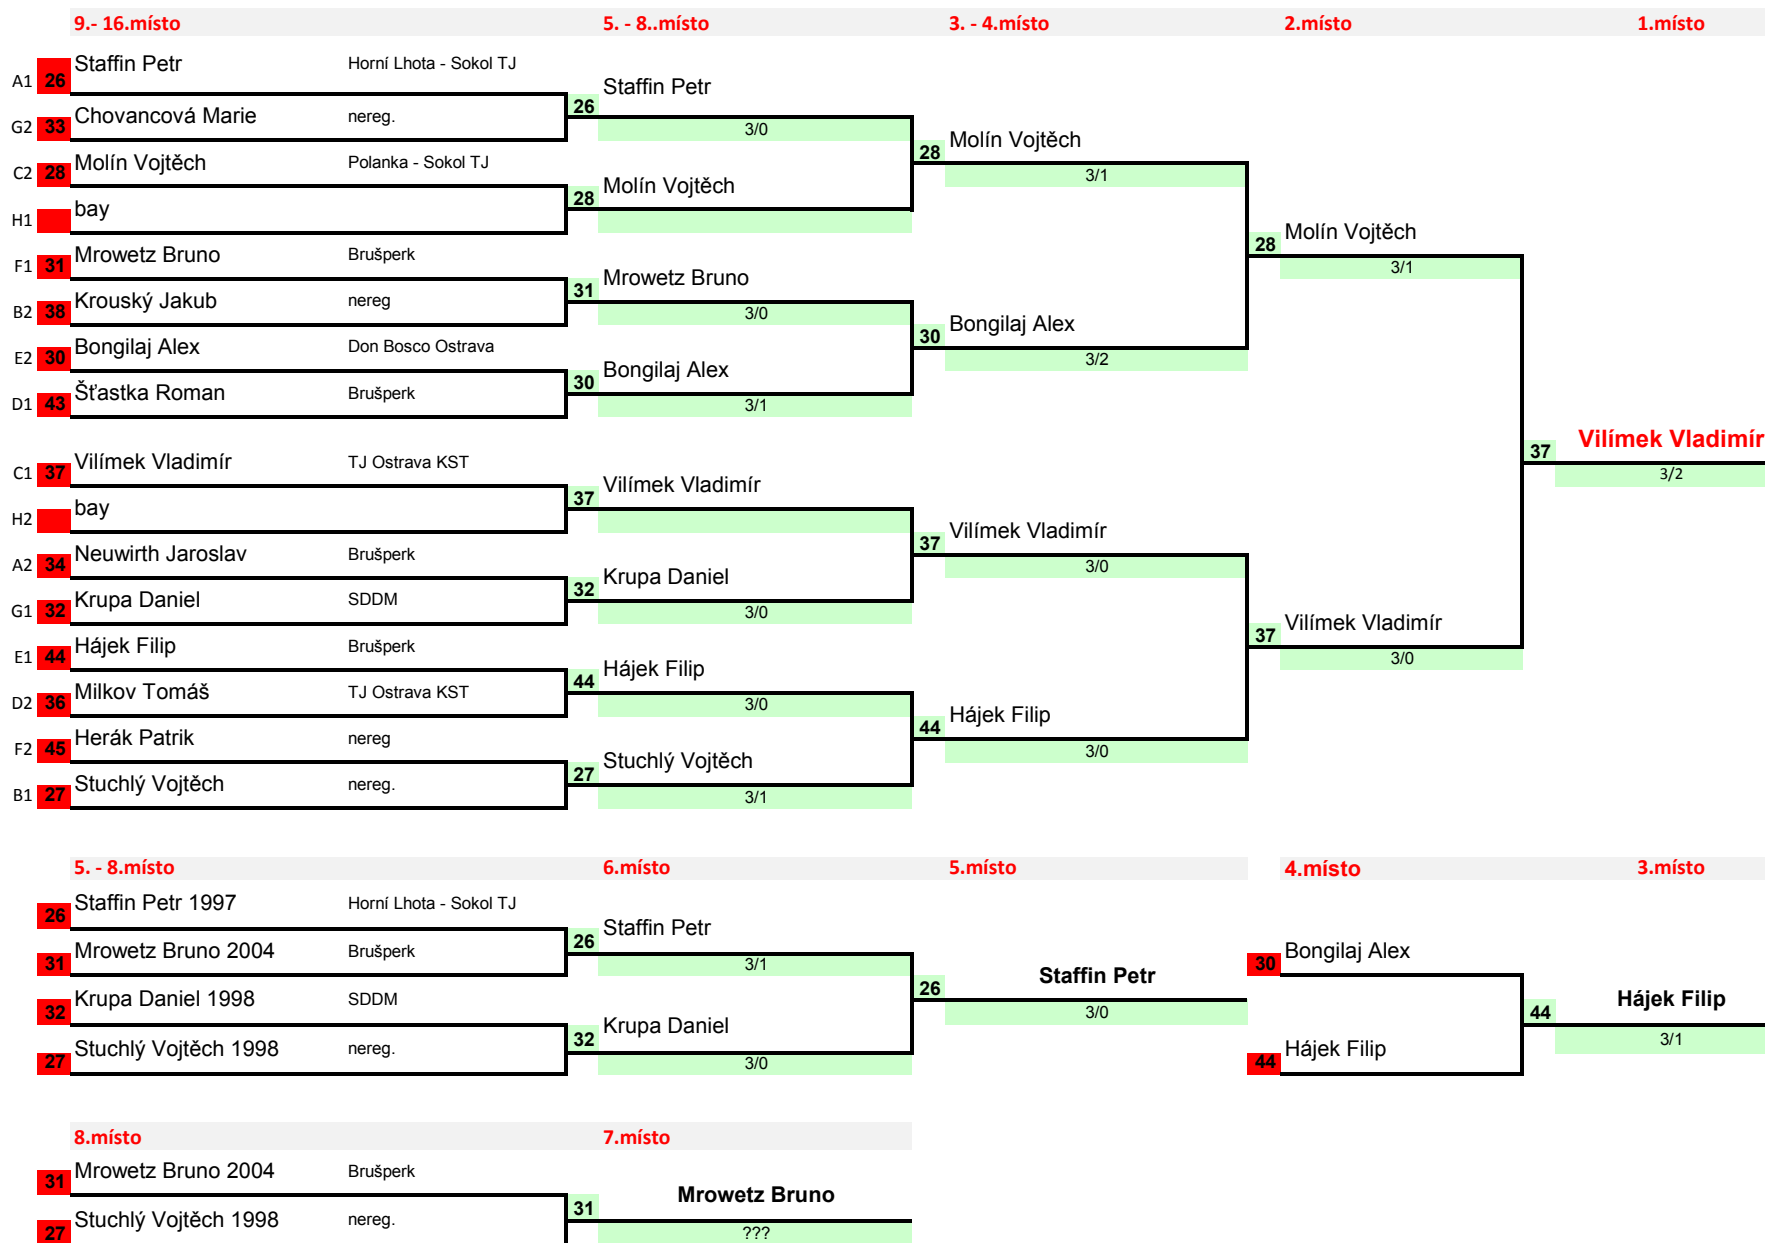 9.- 16.místo 5. - 8..místo 3. - 4.místo 2.místo 1.místo
A1 26 Staffin Petr Horní Lhota - Sokol TJ
26 Staffin Petr
G2 33 Chovancová Marie nereg.
3/0
28 Molín Vojtěch
C2 28 Molín Vojtěch Polanka - Sokol TJ
3/1
28 Molín Vojtěch
H1 bay
28 Molín Vojtěch
F1 31 Mrowetz Bruno Brušperk
3/1
31 Mrowetz Bruno
B2 38 Krouský Jakub nereg
3/0
30 Bongilaj Alex
E2 30 Bongilaj Alex Don Bosco Ostrava
3/2
30 Bongilaj Alex
D1 43 Šťastka Roman Brušperk
3/1
37 Vilímek Vladimír
3/2
C1 37 Vilímek Vladimír TJ Ostrava KST
37 Vilímek Vladimír
H2 bay
37 Vilímek Vladimír
A2 34 Neuwirth Jaroslav Brušperk
3/0
32 Krupa Daniel
G1 32 Krupa Daniel SDDM
3/0
37 Vilímek Vladimír
E1 44 Hájek Filip Brušperk
3/0
44 Hájek Filip
D2 36 Milkov Tomáš TJ Ostrava KST
3/0
44 Hájek Filip
F2 45 Herák Patrik nereg
3/0
27 Stuchlý Vojtěch
B1 27 Stuchlý Vojtěch nereg.
3/1
5. - 8.místo 6.místo 5.místo 4.místo 3.místo
26 Staffin Petr 1997 Horní Lhota - Sokol TJ
26 Staffin Petr
31 Mrowetz Bruno 2004 Brušperk
3/1
30 Bongilaj Alex
26 Staffin Petr
32 Krupa Daniel 1998 SDDM
3/0
44 Hájek Filip
32 Krupa Daniel
27 Stuchlý Vojtěch 1998 nereg.
3/0
44 Hájek Filip
3/1
8.místo 7.místo
31 Mrowetz Bruno 2004 Brušperk
31 Mrowetz Bruno
27 Stuchlý Vojtěch 1998 nereg.
???